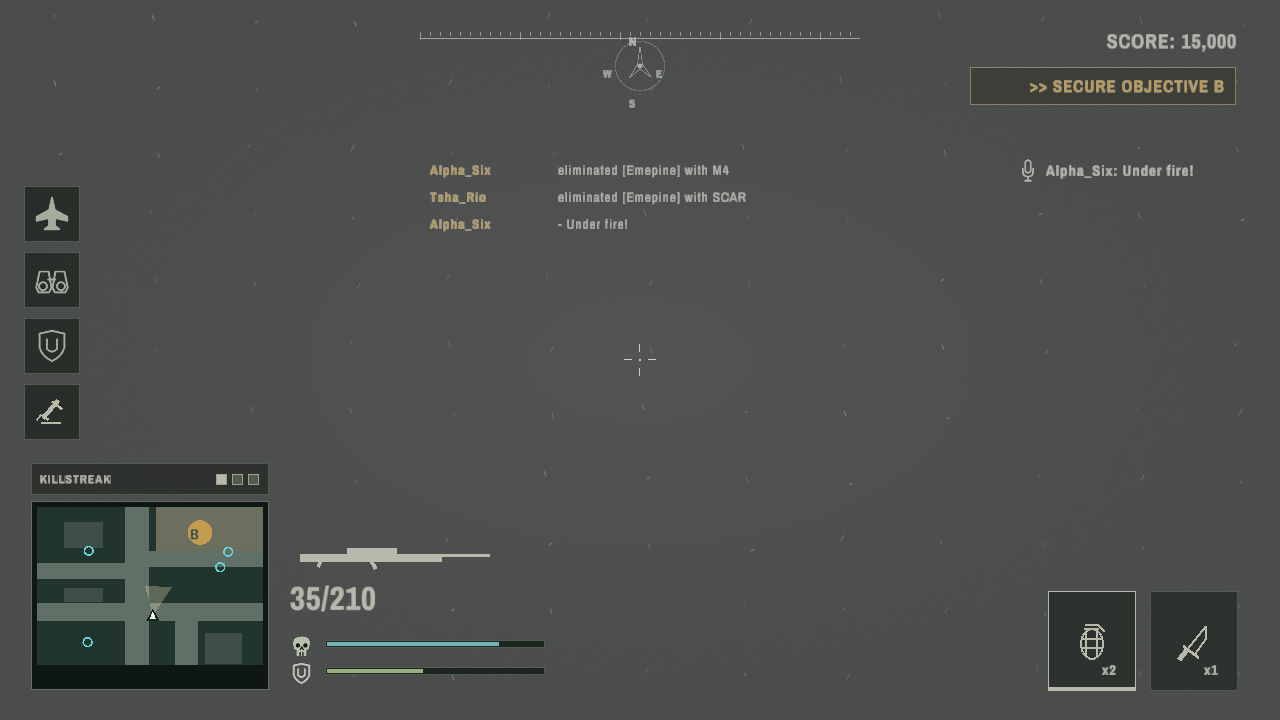 N
W E
S
SCORE: 15,000
>> SECURE OBJECTIVE B
Alpha_Six eliminated [Emepine] with M4
Tsha_Rio eliminated [Emepine] with SCAR
Alpha_Six - Under fire!
Alpha_Six: Under fire!
U
KILLSTREAK
B
35/210
U
x2
x1